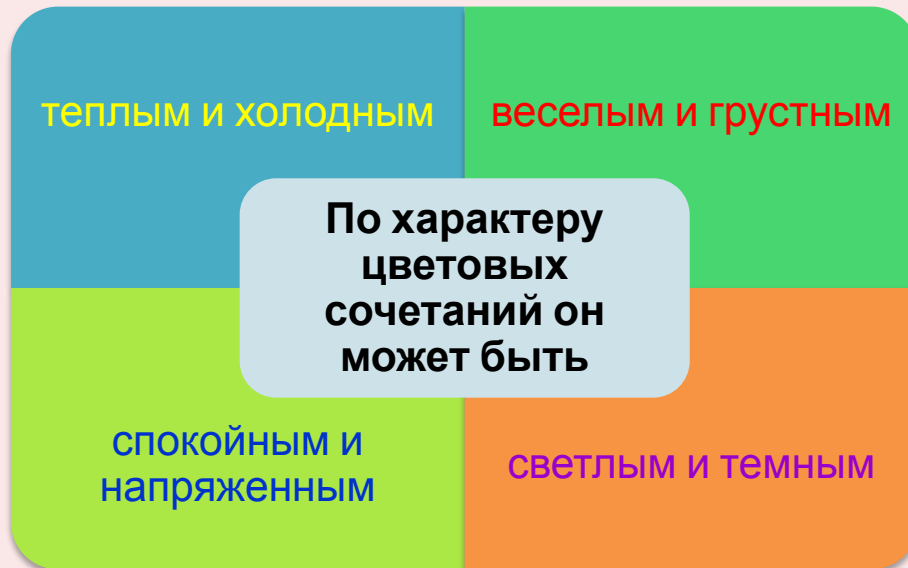 теплым и холодным
веселым и грустным
По характеру
цветовых
сочетаний он
может быть
спокойным и
напряженным
светлым и темным